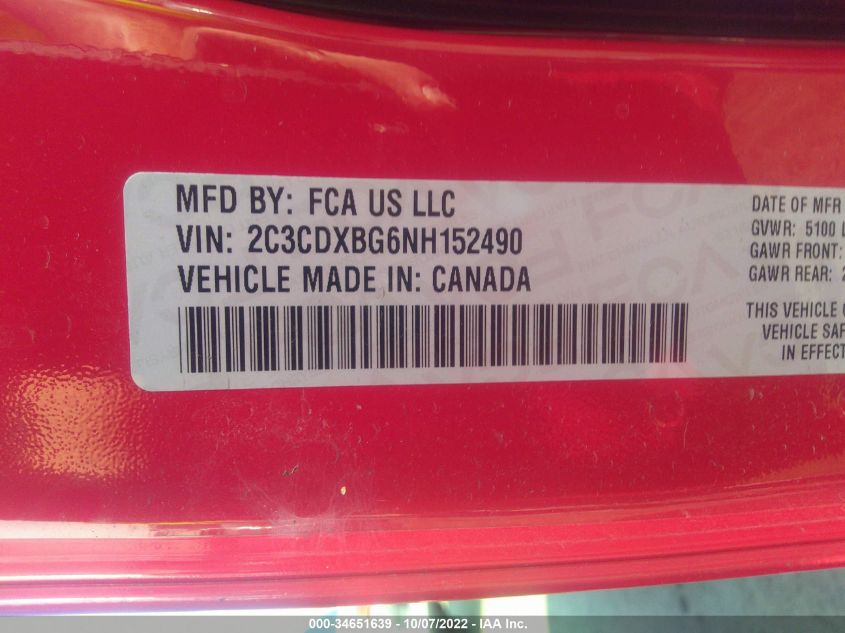 MFD BY: FCA US LLC
VIN: 2C3CDXBG6NH152490
VEHICLE MADE IN: CANADA
DATE OF MFR
GVWR: 5100 L
GAWR FRONT:
GAWR REAR: 2
THIS VEHICLE
VEHICLE SAF
IN EFFECT
000-34651639 - 10/07/2022 - IAA Inc.